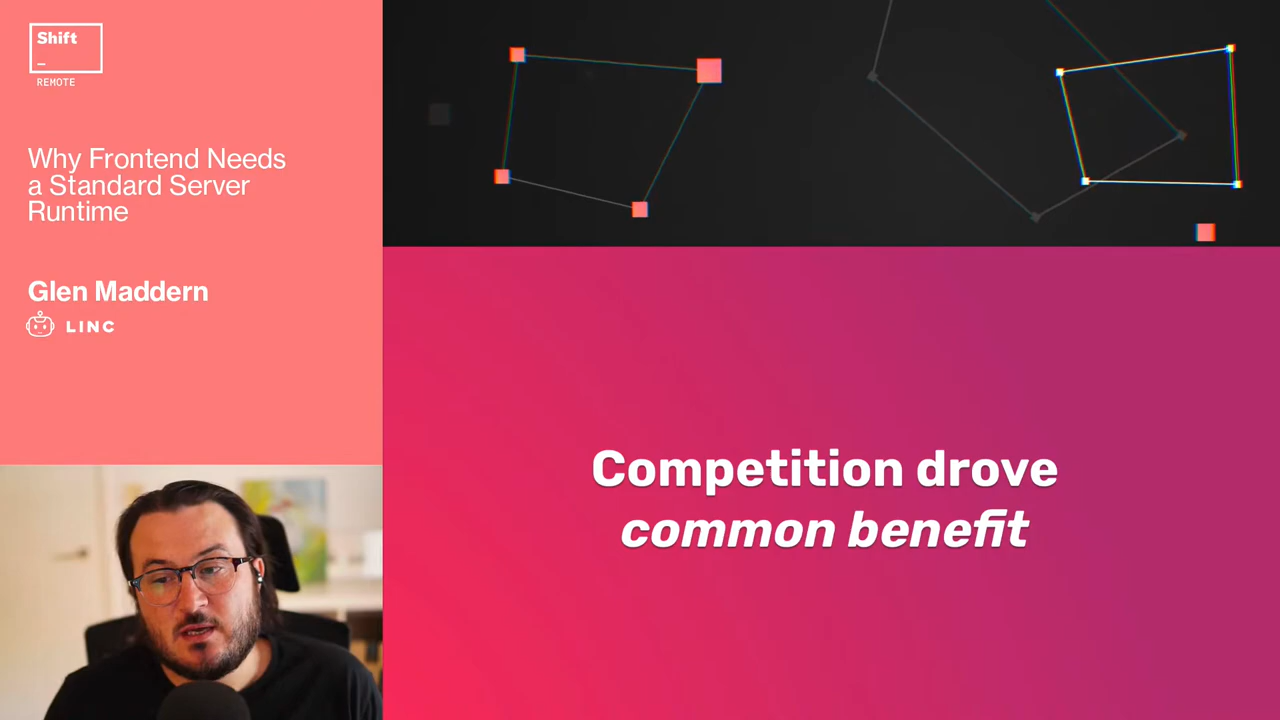 Shift
_
REMOTE
Why Frontend Needs
a Standard Server
Runtime
Glen Maddern
LINC
Competition drove
common benefit